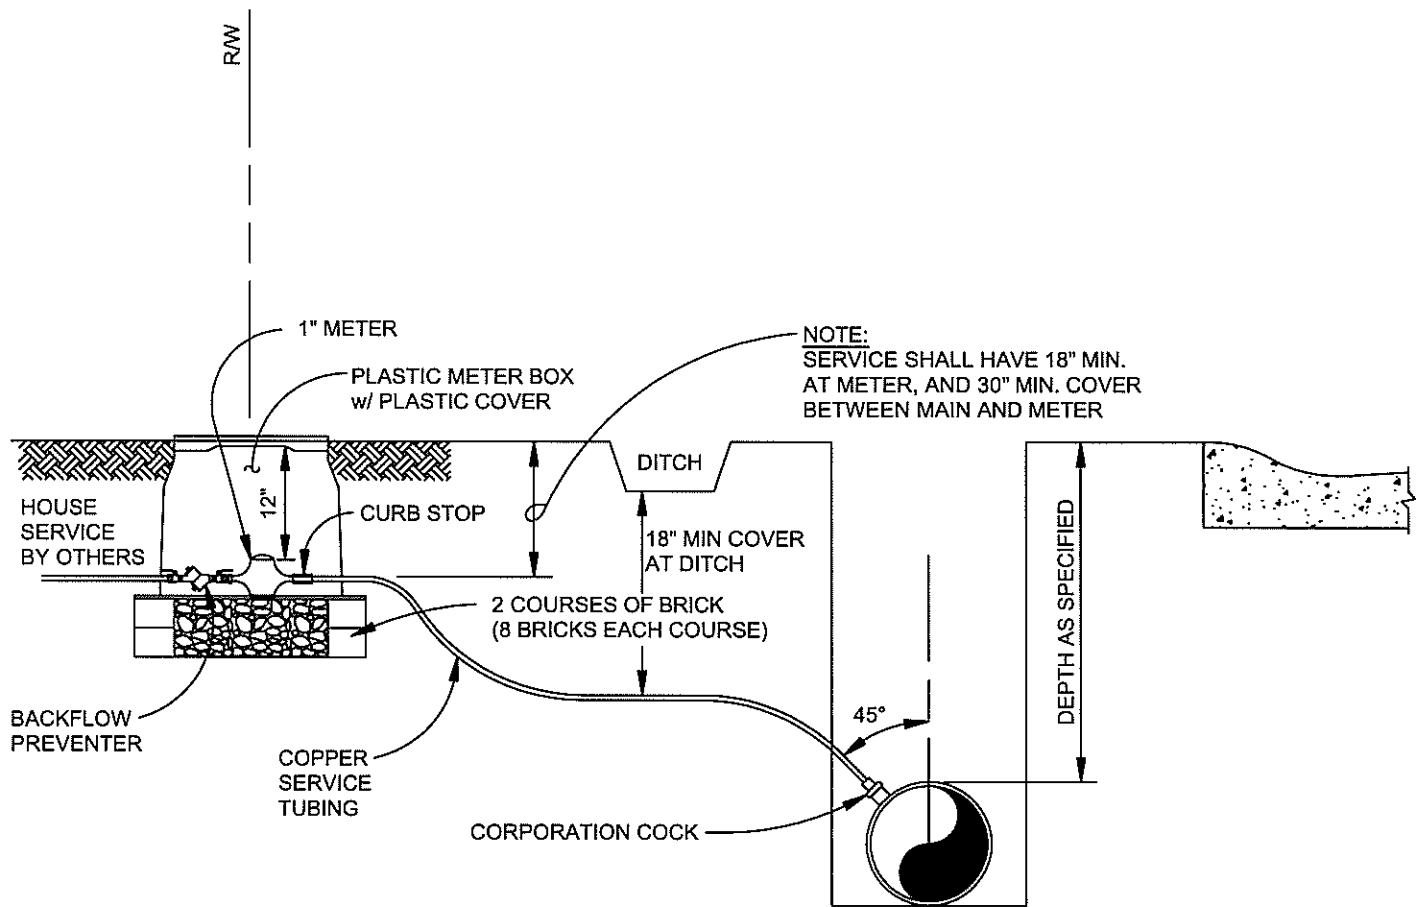 R/W
1" METER
PLASTIC METER BOX
w/ PLASTIC COVER
NOTE:
SERVICE SHALL HAVE 18" MIN.
AT METER, AND 30" MIN. COVER
BETWEEN MAIN AND METER
DITCH
HOUSE
SERVICE
BY OTHERS
12"
CURB STOP
18" MIN COVER
AT DITCH
DEPTH AS SPECIFIED
2 COURSES OF BRICK
(8 BRICKS EACH COURSE)
BACKFLOW
PREVENTER
45°
COPPER
SERVICE
TUBING
CORPORATION COCK